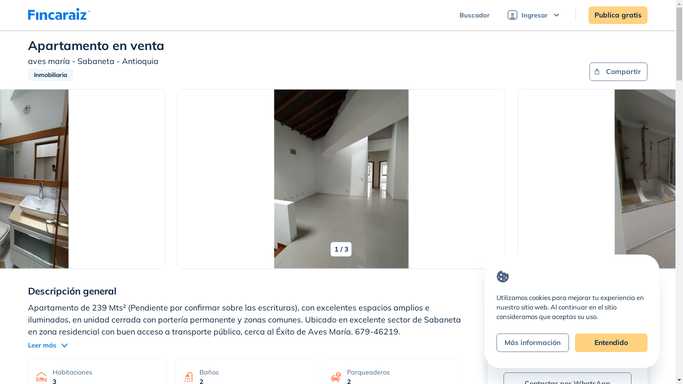 Fincaraiz
Buscador
Ingresar
Publica gratis
Apartamento en venta
aves maria - Sabaneta - Antioquia
Inmobiliaria
Compartir
1 / 3
Descripción general
Apartamento de 239 Mts² (Pendiente por confirmar sobre las escrituras), con excelentes espacios amplios e
iluminados, en unidad cerrada con portería permanente y zonas comunes. Ubicado en excelente sector de Sabaneta
en zona residencial con buen acceso a transporte público, cerca al Éxito de Aves María. 679-46219.
Leer más
Habitaciones
3
Baños
2
Parqueaderos
2
Utilizamos cookies para mejorar tu experiencia en
nuestro sitio web. Al continuar en el sitio
consideramos que aceptas su uso.
Más información
Entendido
Contactar por WhatsApp